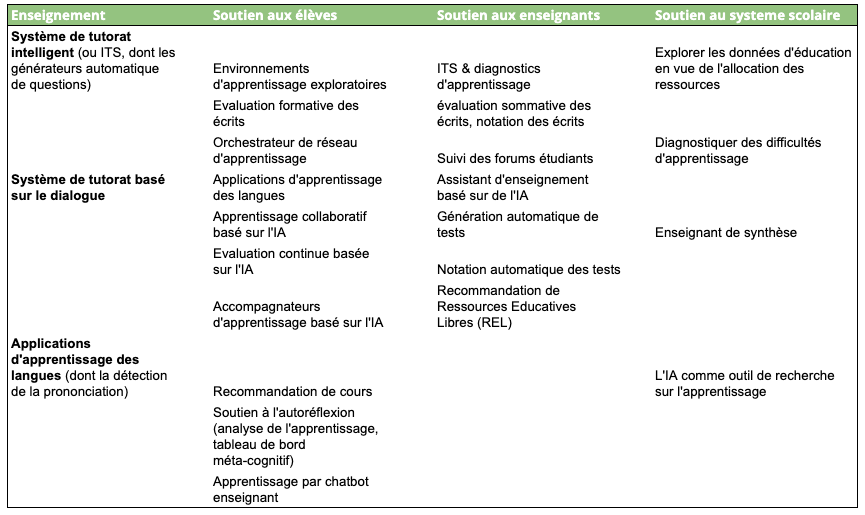 Enseignement
Soutien aux élèves
Soutien aux enseignants
Soutien au systeme scolaire
Système de tutorat
intelligent (ou ITS, dont les
générateurs automatique
de questions)
Environnements
d'apprentissage exploratoires
ITS & diagnostics
d'apprentissage
Explorer les données d'éducation
en vue de l'allocation des
ressources
Evaluation formative des
écrits
évaluation sommative des
écrits, notation des écrits
Orchestrateur de réseau
d'apprentissage
Suivi des forums étudiants
Diagnostiquer des difficultés
d'apprentissage
Système de tutorat basé
sur le dialogue
Applications d'apprentissage
des langues
Assistant d'enseignement
basé sur de l'IA
Apprentissage collaboratif
basé sur l'IA
Génération automatique de
tests
Enseignant de synthèse
Evaluation continue basée
sur l'IA
Notation automatique des tests
Accompagnateurs
d'apprentissage basé sur l'IA
Recommandation de
Ressources Educatives
Libres (REL)
Applications
d'apprentissage des
langues (dont la détection
de la prononciation)
Recommandation de cours
L'IA comme outil de recherche
sur l'apprentissage
Soutien à l'autoréflexion
(analyse de l'apprentissage,
tableau de bord
méta-cognitif)
Apprentissage par chatbot
enseignant